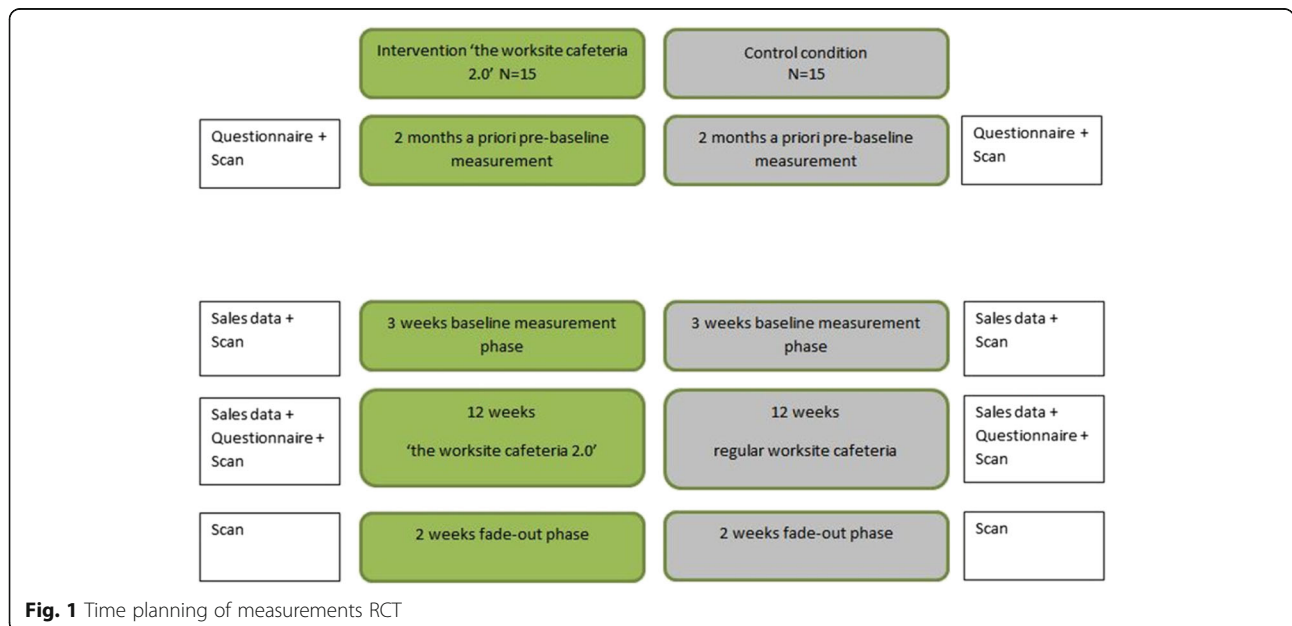 Intervention ‘the worksite cafeteria
2.0’ N=15
Control condition
N=15
Questionnaire +
Scan
2 months a priori pre-baseline
measurement
2 months a priori pre-baseline
measurement
Questionnaire +
Scan
Sales data +
Scan
3 weeks baseline measurement
phase
3 weeks baseline measurement
phase
Sales data +
Scan
Sales data +
Questionnaire +
Scan
12 weeks
‘the worksite cafeteria 2.0’
12 weeks
regular worksite cafeteria
Sales data +
Questionnaire +
Scan
Scan
2 weeks fade-out phase
2 weeks fade-out phase
Scan
Fig. 1 Time planning of measurements RCT